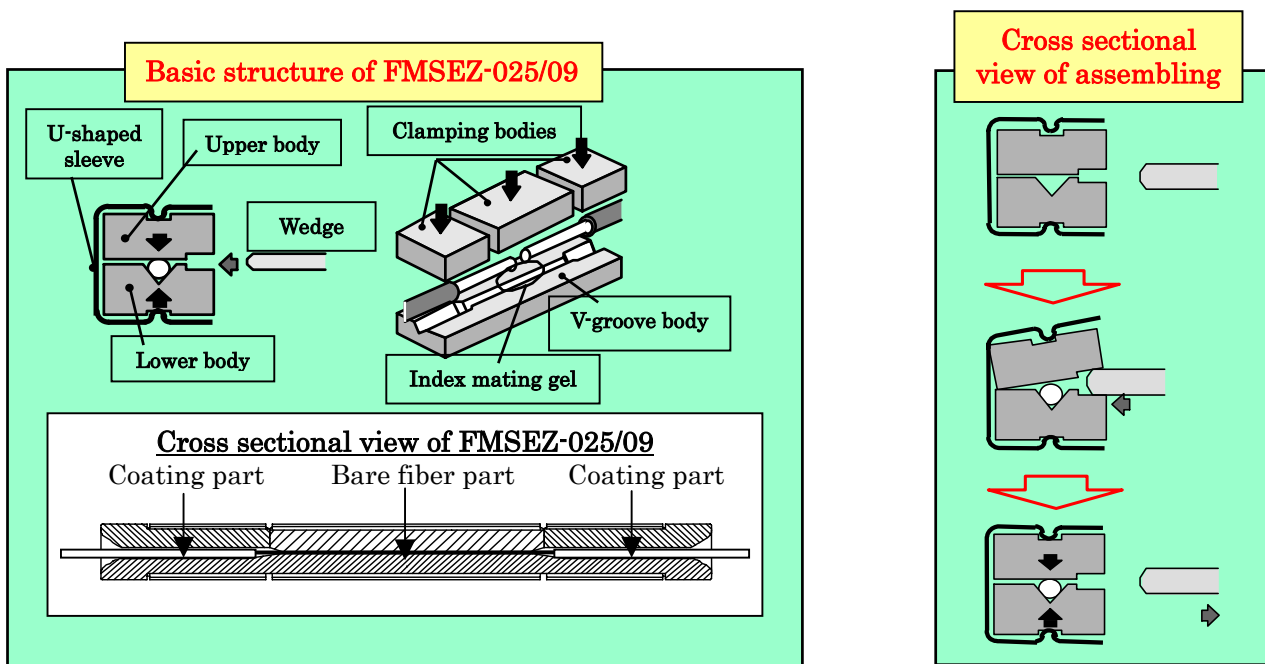 Basic structure of FMSEZ-025/09
U-shaped
sleeve
Upper body
Clamping bodies
Wedge
V-groove body
Lower body
Index mating gel
Cross sectional view of FMSEZ-025/09
Coating part
Bare fiber part
Coating part
Cross sectional
view of assembling